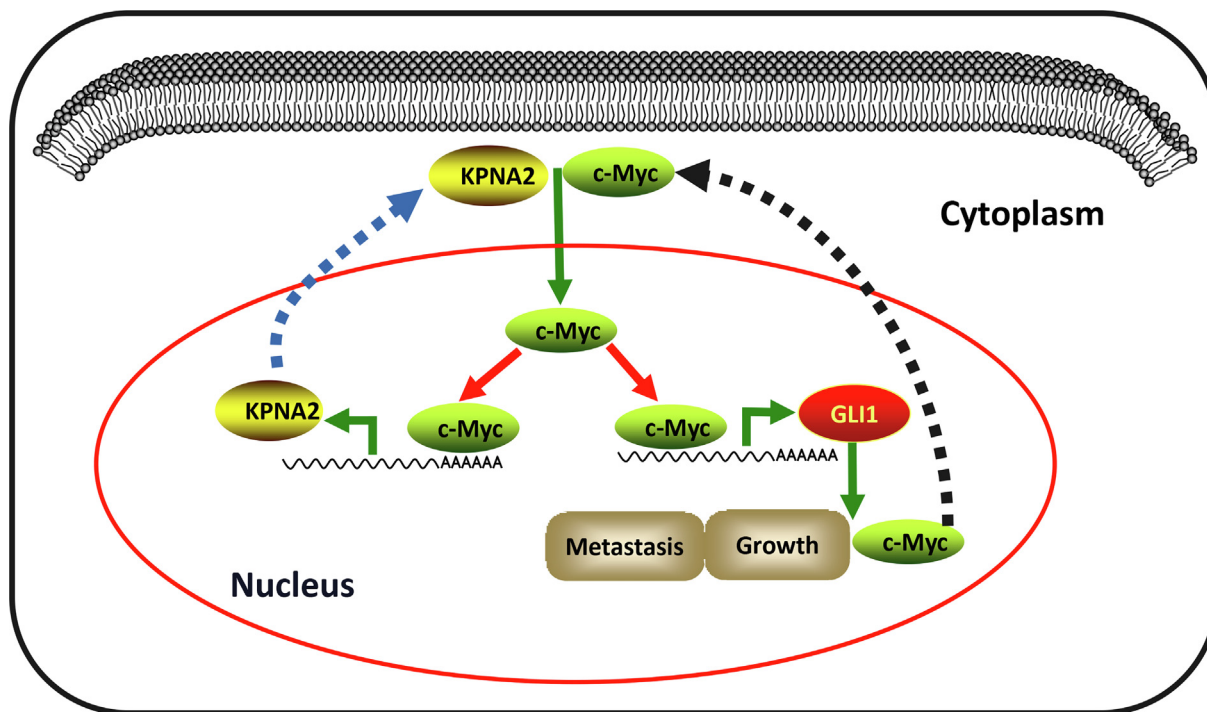 KPNA2
c-Myc
Cytoplasm
c-Myc
KPNA2
c-Myc
c-Myc
GLI1
AAAAAA
AAAAAA
Metastasis
Growth
c-Myc
Nucleus